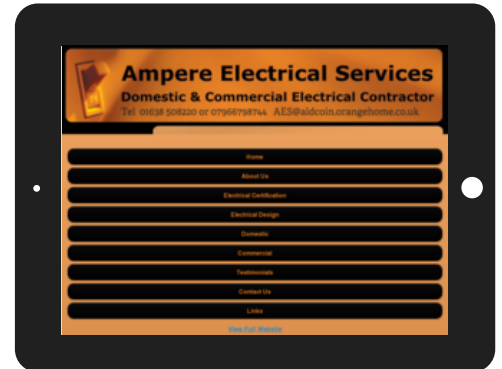 Ampere Electrical Services
Domestic & Commercial Electrical Contractor
Tel 01638 508220 or 07966798744 AES@aldcoin.orangehome.co.uk
Home
About Us
Electrical Certification
Electrical Design
Domestic
Commercial
Testimonials
Contact Us
Links
View Full Website